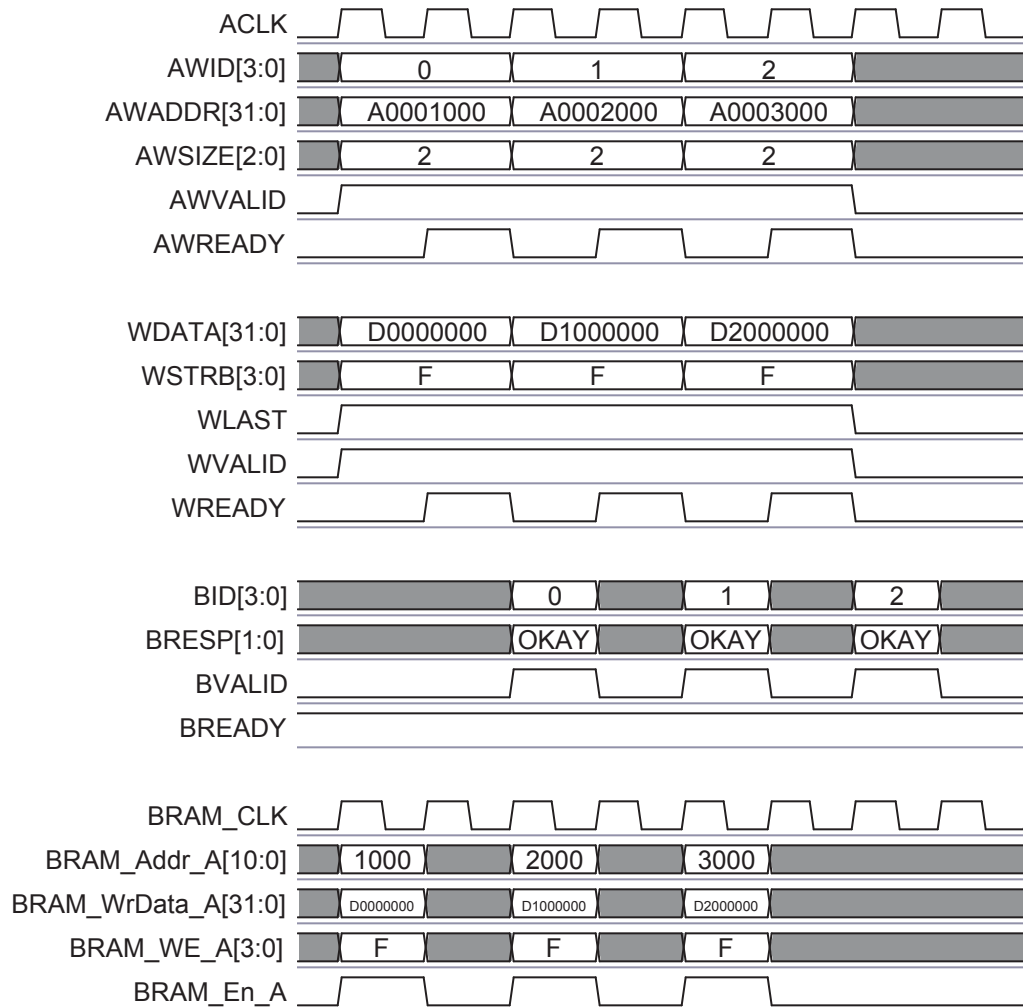 ACLK
AWID[3:0] 0 1 2
AWADDR[31:0] A0001000 A0002000 A0003000
AWSIZE[2:0] 2 2 2
AWVALID
AWREADY
WDATA[31:0] D0000000 D1000000 D2000000
WSTRB[3:0] F F F
WLAST
WVALID
WREADY
BID[3:0] 0 1 2
BRESP[1:0] OKAY OKAY OKAY
BVALID
BREADY
BRAM_CLK
BRAM_Addr_A[10:0] 1000 2000 3000
BRAM_WrData_A[31:0] D0000000 D1000000 D2000000
BRAM_WE_A[3:0] F F F
BRAM_En_A